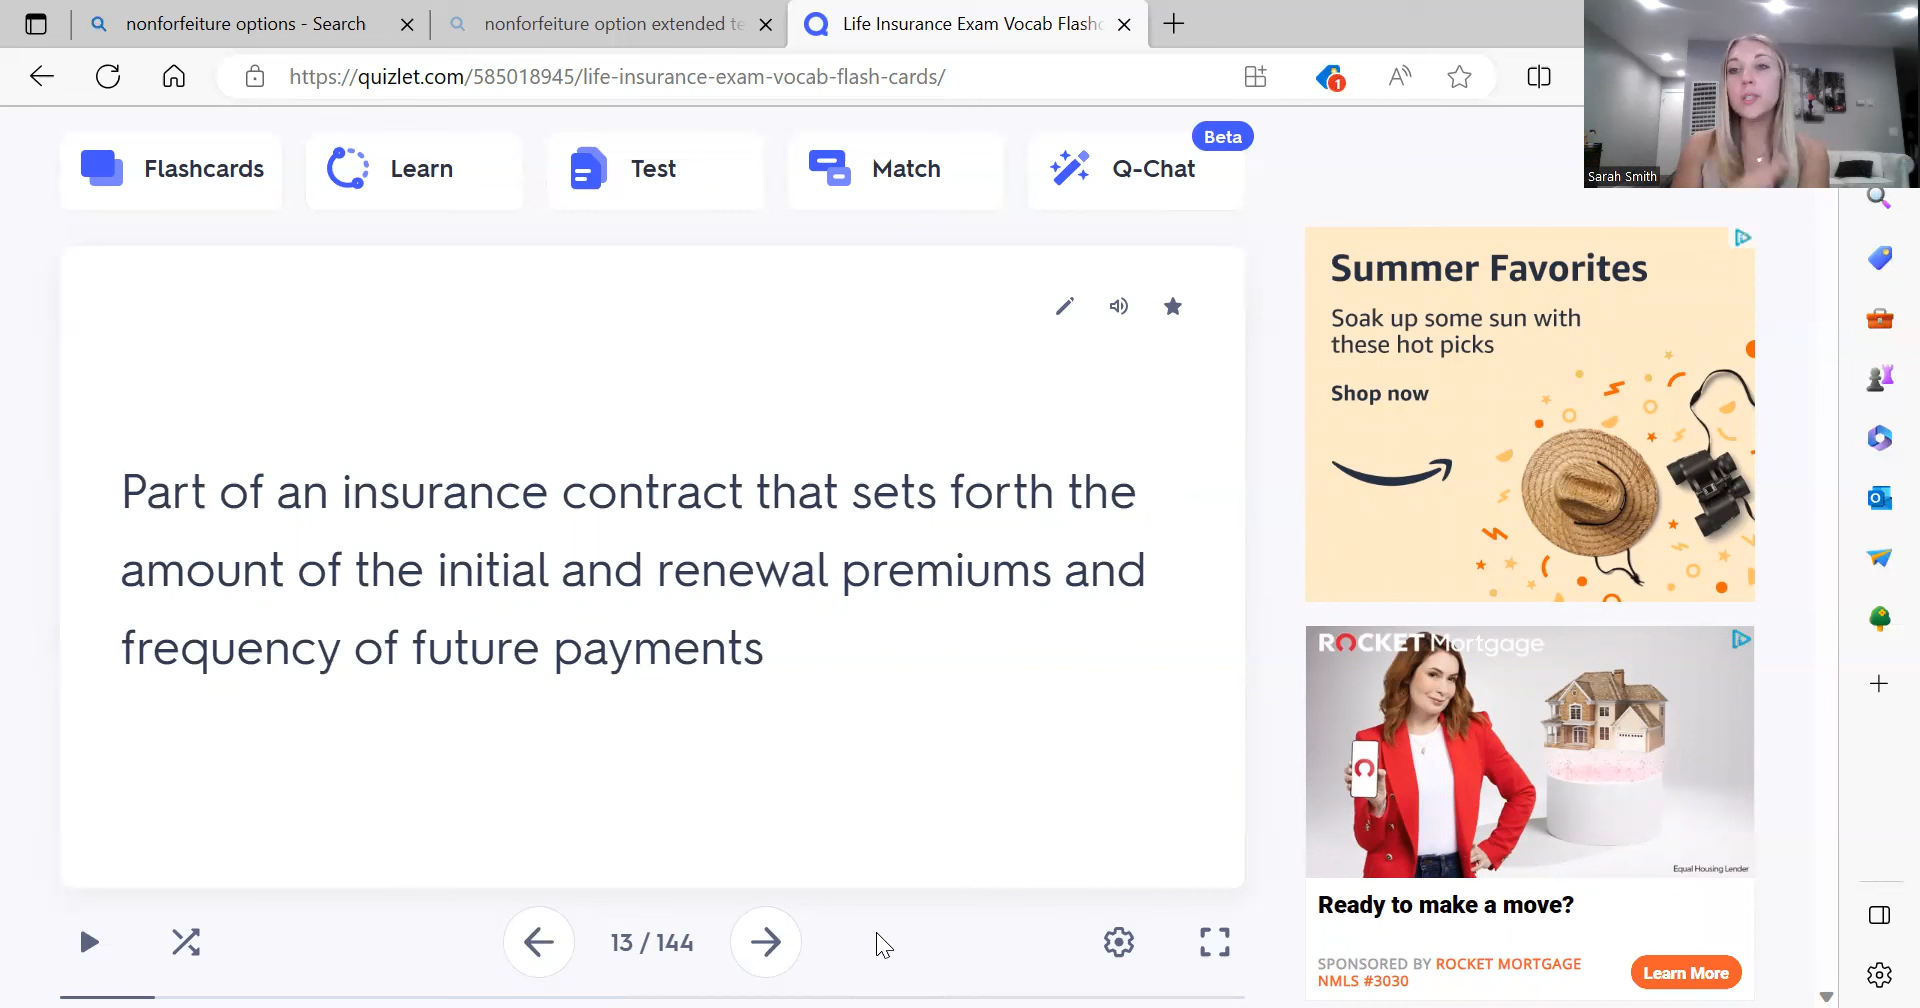 nonforfeiture options - Search
nonforfeiture option extended te
Life Insurance Exam Vocab Flashc
https://quizlet.com/585018945/life-insurance-exam-vocab-flash-cards/
1
Sarah Smith
Flashcards
Learn
Test
Match
Q-Chat
Beta
Part of an insurance contract that sets forth the
amount of the initial and renewal premiums and
frequency of future payments
13 / 144
Summer Favorites
Soak up some sun with
these hot picks
Shop now
ROCKET Mortgage
Equal Housing Lender
Ready to make a move?
SPONSORED BY ROCKET MORTGAGE
NMLS #3030
Learn More